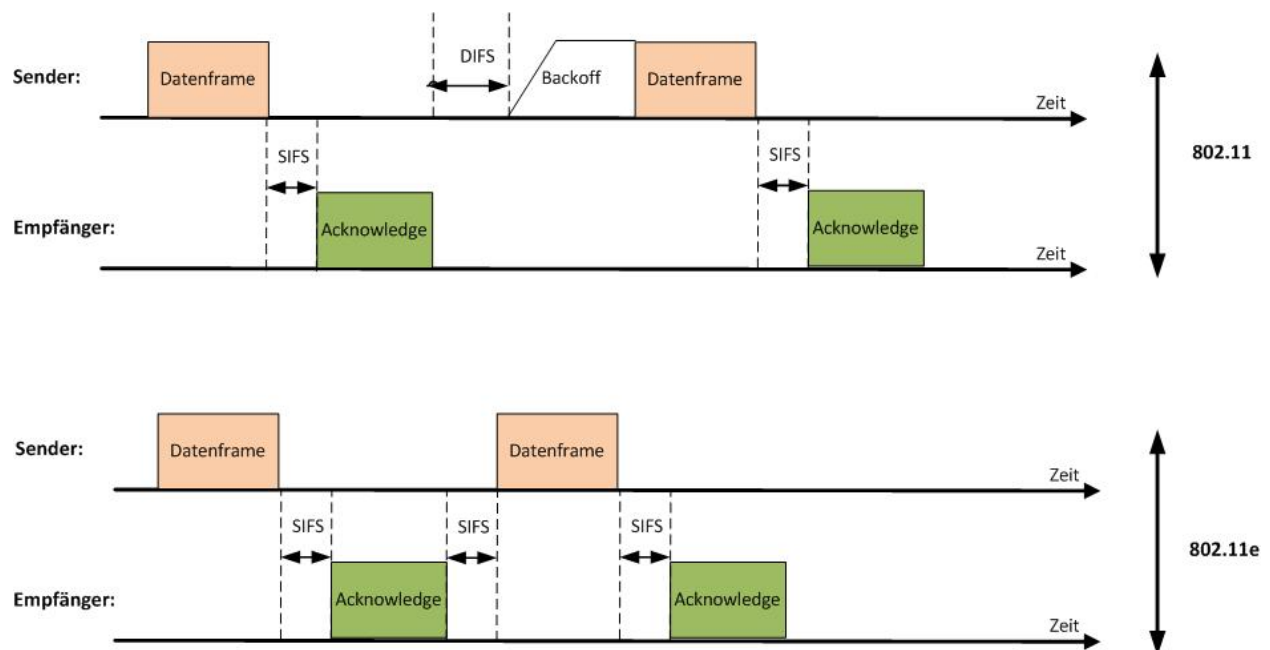 DIFS
Sender:
Datenframe
Backoff
Datenframe
Zeit
SIFS
SIFS
802.11
Empfänger:
Acknowledge
Acknowledge
Zeit
Sender:
Datenframe
Datenframe
Zeit
SIFS
SIFS
SIFS
802.11e
Empfänger:
Acknowledge
Acknowledge
Zeit